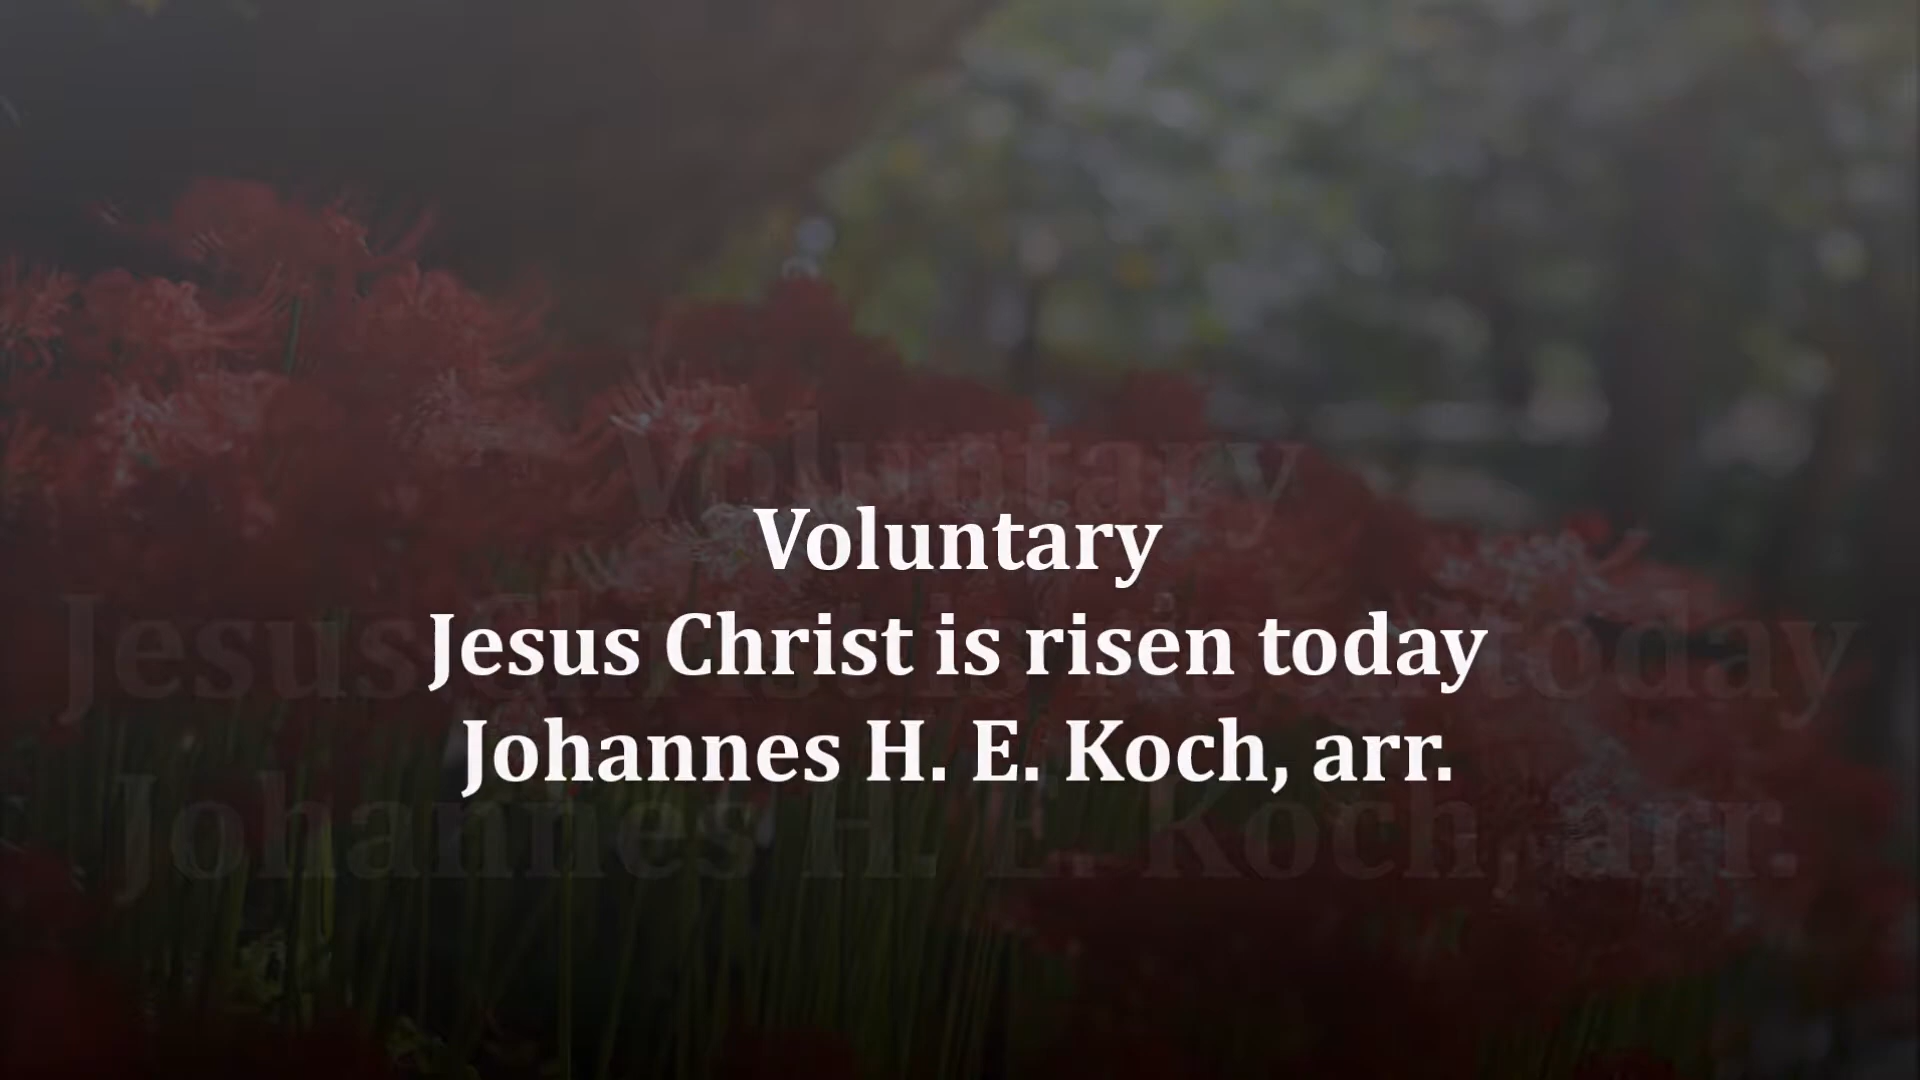 Voluntary
Jesus Christ is risen today
Johannes H. E. Koch, arr.